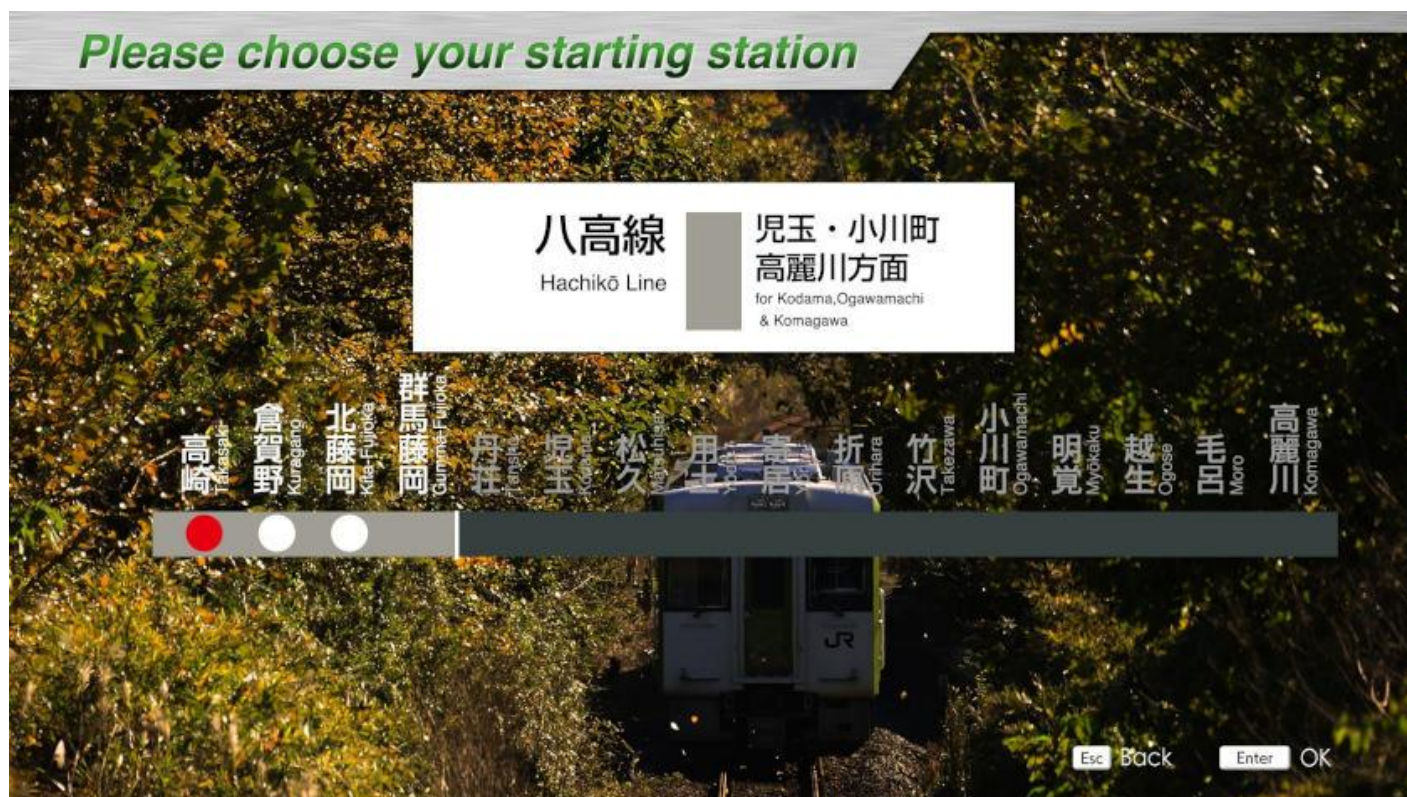 Please choose your starting station
八高線
Hachikō Line
児玉・小川町
高麗川方面
for Kodama,Ogawamachi
& Komagawa
高崎
Takasaki
倉賀野
Kuragano
北藤岡
Kita-Fujioka
群馬藤岡
Gunma-Fujioka
丹荘
Tanshō
児玉
Kodama
松久
Matsuhisa
用土
寄居
折原
Orihara
竹沢
Takezawa
小川町
Ogawamachi
明覚
Myōkaku
越生
Ogose
毛呂
Moro
高麗川
Komagawa
JR
Esc Back
Enter OK